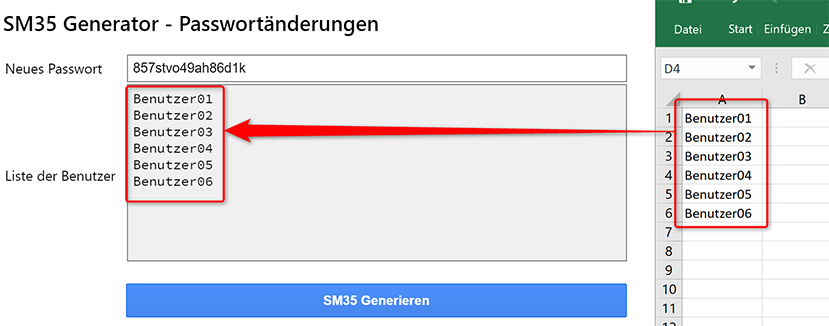 SM35 Generator - Passwortänderungen
Neues Passwort
857stvo49ah86d1k
Liste der Benutzer
Benutzer01
Benutzer02
Benutzer03
Benutzer04
Benutzer05
Benutzer06
SM35 Generieren
Datei Start Einfügen
D4
A B
1 Benutzer01
2 Benutzer02
3 Benutzer03
4 Benutzer04
5 Benutzer05
6 Benutzer06
7
8
9
10
11